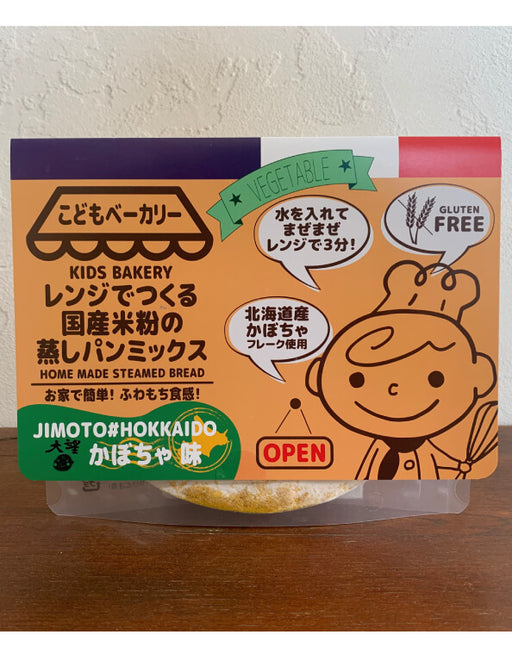 VEGETABLE
こどもベーカリー
KIDS BAKERY
レンジでつくる
国産米粉の
蒸しパンミックス
HOME MADE STEAMED BREAD
お家で簡単! ふわもち食感!
JIMOTO#HOKKAIDO
大望
かぼちゃ 味
水を入れて
まぜまぜ
レンジで3分!
GLUTEN
FREE
北海道産
かぼちゃ
フレーク使用
OPEN